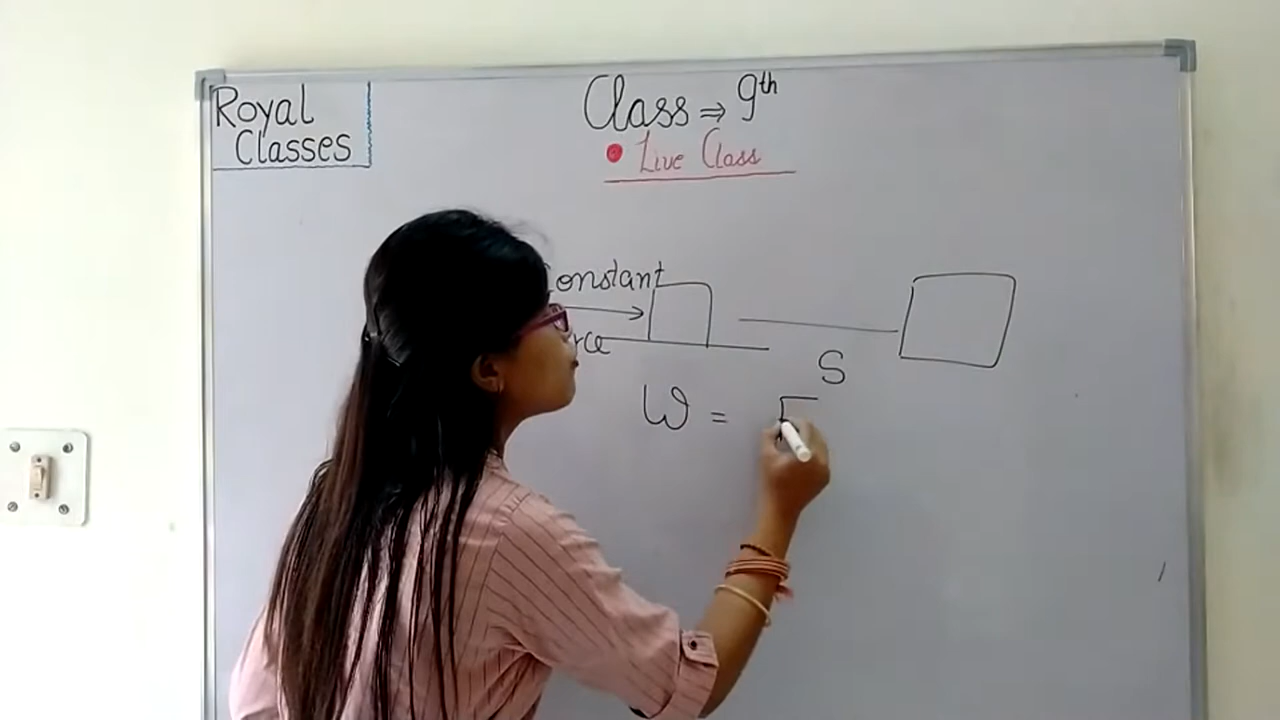 Royal
Classes
Class ⇒ 9th
• Live Class
Constant
S
W = F